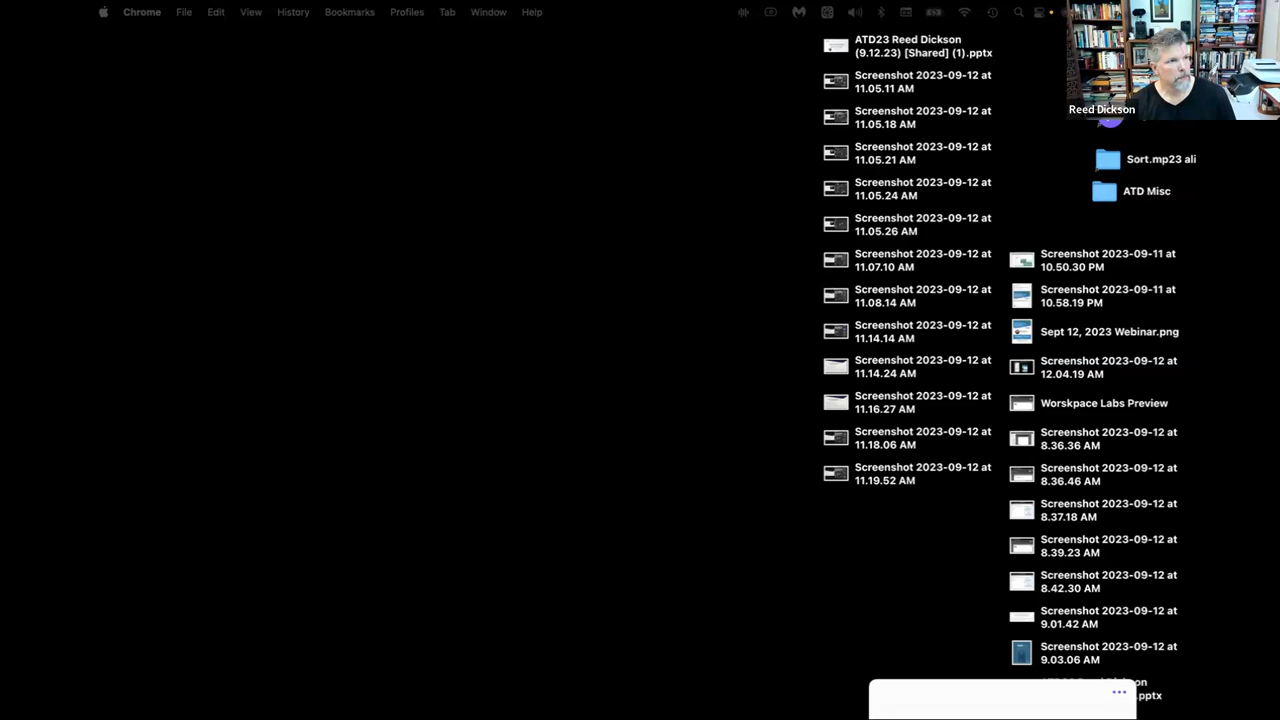 Chrome File Edit View History Bookmarks Profiles Tab Window Help
ATD23 Reed Dickson
(9.12.23) [Shared] (1).pptx
Screenshot 2023-09-12 at
11.05.11 AM
Screenshot 2023-09-12 at
11.05.18 AM
Screenshot 2023-09-12 at
11.05.21 AM
Screenshot 2023-09-12 at
11.05.24 AM
Screenshot 2023-09-12 at
11.05.26 AM
Screenshot 2023-09-12 at
11.07.10 AM
Screenshot 2023-09-12 at
11.08.14 AM
Screenshot 2023-09-12 at
11.14.14 AM
Screenshot 2023-09-12 at
11.14.24 AM
Screenshot 2023-09-12 at
11.16.27 AM
Screenshot 2023-09-12 at
11.18.06 AM
Screenshot 2023-09-12 at
11.19.52 AM
Reed Dickson
Sort.mp23 ali
ATD Misc
Screenshot 2023-09-11 at
10.50.30 PM
Screenshot 2023-09-11 at
10.58.19 PM
Sept 12, 2023 Webinar.png
Screenshot 2023-09-12 at
12.04.19 AM
Worskpace Labs Preview
Screenshot 2023-09-12 at
8.36.36 AM
Screenshot 2023-09-12 at
8.36.46 AM
Screenshot 2023-09-12 at
8.37.18 AM
Screenshot 2023-09-12 at
8.39.23 AM
Screenshot 2023-09-12 at
8.42.30 AM
Screenshot 2023-09-12 at
9.01.42 AM
Screenshot 2023-09-12 at
9.03.06 AM
.pptx